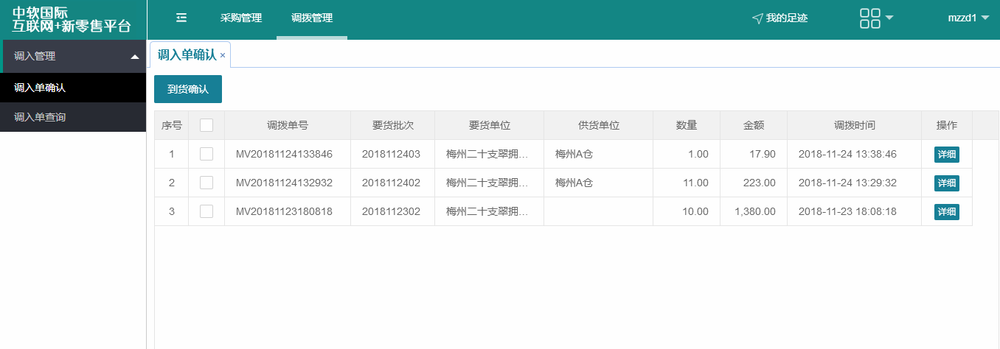 中软国际
互联网+新零售平台
采购管理
调拨管理
我的足迹
mzzd1
调入管理
调入单确认
调入单查询
调入单确认 ×
到货确认
序号 调拨单号 要货批次 要货单位 供货单位 数量 金额 调拨时间 操作
1 MV20181124133846 2018112403 梅州二十支翠拥... 梅州A仓 1.00 17.90 2018-11-24 13:38:46 详细
2 MV20181124132932 2018112402 梅州二十支翠拥... 梅州A仓 11.00 223.00 2018-11-24 13:29:32 详细
3 MV20181123180818 2018112302 梅州二十支翠拥... 10.00 1,380.00 2018-11-23 18:08:18 详细